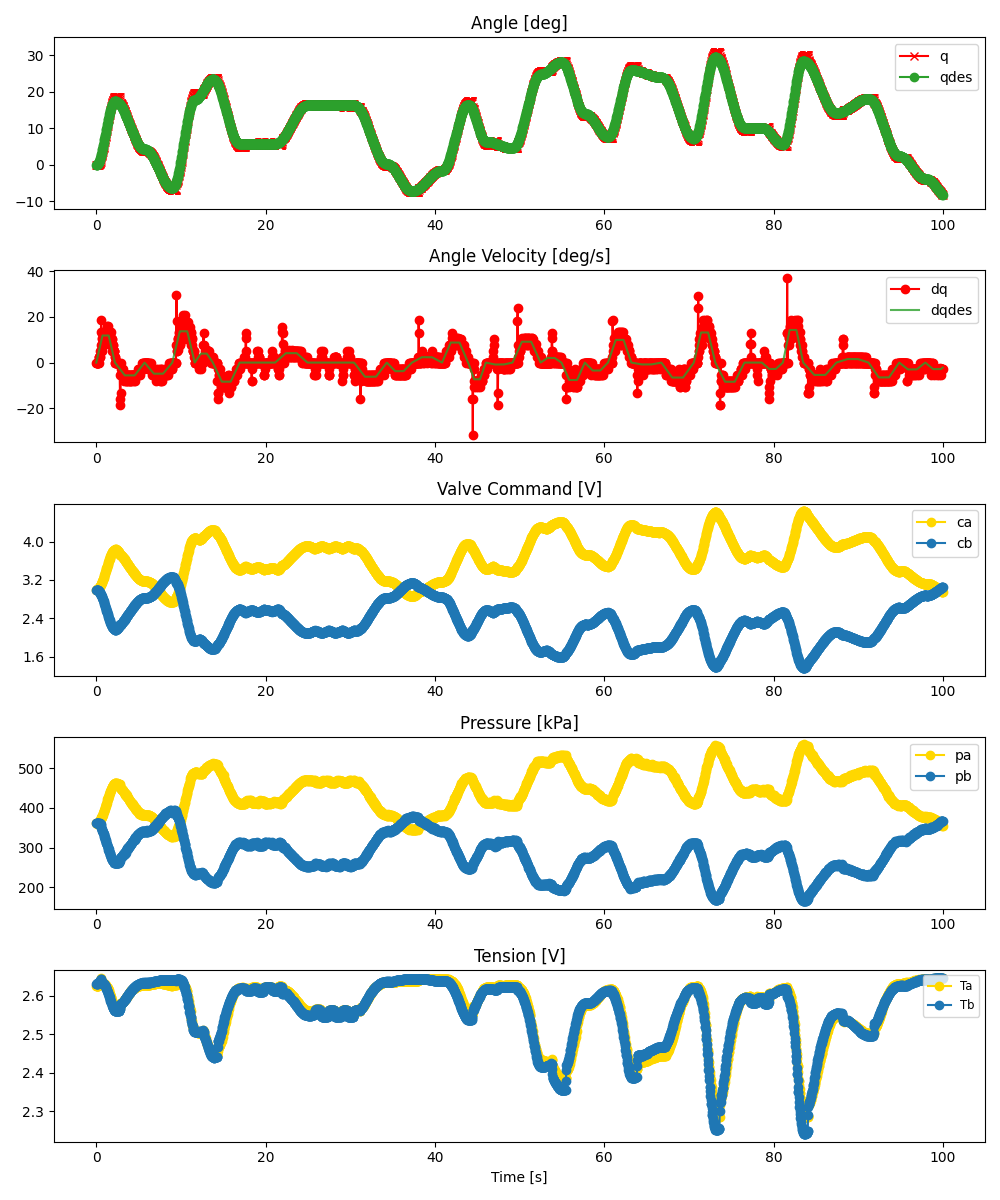 Angle [deg]
30
20
10
0
−10
q
qdes
0 20 40 60 80 100
Angle Velocity [deg/s]
40
20
0
−20
dq
dqdes
0 20 40 60 80 100
Valve Command [V]
4.0
3.2
2.4
1.6
ca
cb
0 20 40 60 80 100
Pressure [kPa]
500
400
300
200
pa
pb
0 20 40 60 80 100
Tension [V]
2.6
2.5
2.4
2.3
Ta
Tb
0 20 40 60 80 100
Time [s]